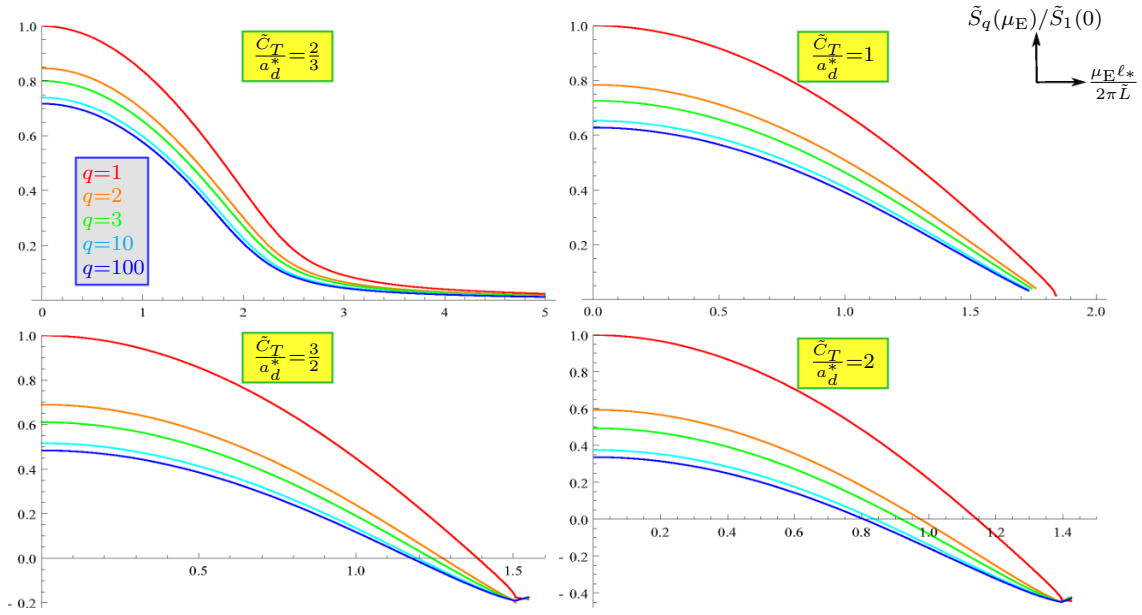 C̃_T/a*_d = 2/3
C̃_T/a*_d = 1
S̃_q(μ_E)/S̃_1(0)
μ_E ℓ_*/2πL̃
1.0
0.8
0.6
0.4
0.2
q=1
q=2
q=3
q=10
q=100
0 1 2 3 4 5
1.0
0.8
0.6
0.4
0.2
0.0 0.5 1.0 1.5 2.0
C̃_T/a*_d = 3/2
1.0
0.8
0.6
0.4
0.2
0.0
- 0.2
0.5 1.0 1.5
C̃_T/a*_d = 2
1.0
0.8
0.6
0.4
0.2
0.0
- 0.2
- 0.4
0.2 0.4 0.6 0.8 1.0 1.2 1.4